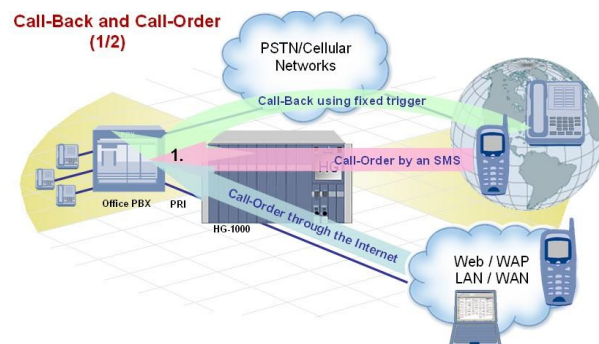 Call-Back and Call-Order
(1/2)
PSTN/Cellular
Networks
Call-Back using fixed trigger
1.
HG
Call-Order by an SMS
Office PBX
PRI
Call-Order through the Internet
HG-1000
Web / WAP
LAN / WAN